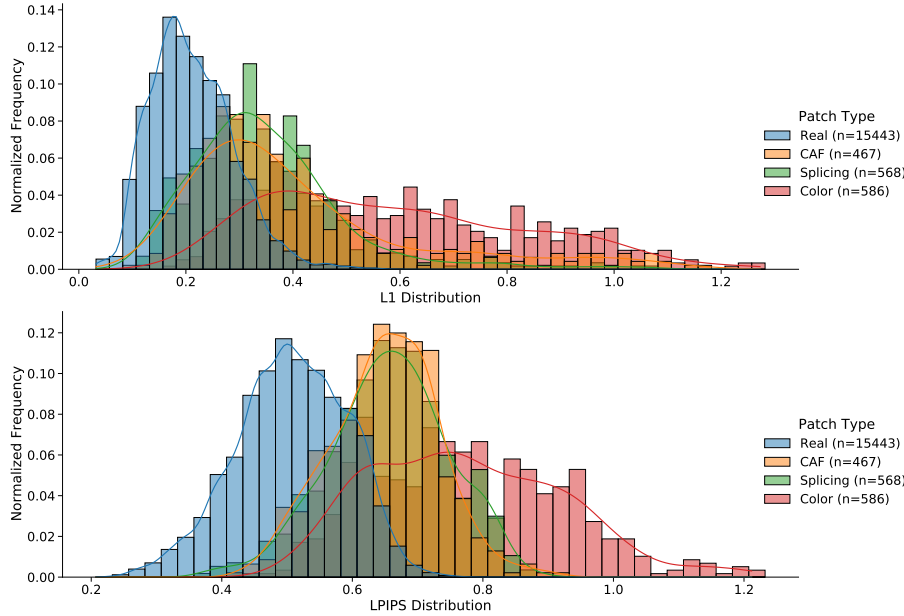 0.14
0.12
0.10
0.08
0.06
0.04
0.02
0.00
Normalized Frequency
0.0 0.2 0.4 0.6 0.8 1.0 1.2
L1 Distribution
Patch Type
Real (n=15443)
CAF (n=467)
Splicing (n=568)
Color (n=586)
0.12
0.10
0.08
0.06
0.04
0.02
0.00
Normalized Frequency
0.2 0.4 0.6 0.8 1.0 1.2
LPIPS Distribution
Patch Type
Real (n=15443)
CAF (n=467)
Splicing (n=568)
Color (n=586)